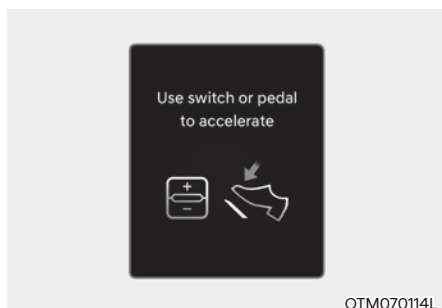 Use switch or pedal
to accelerate
+
−
OTM070114L